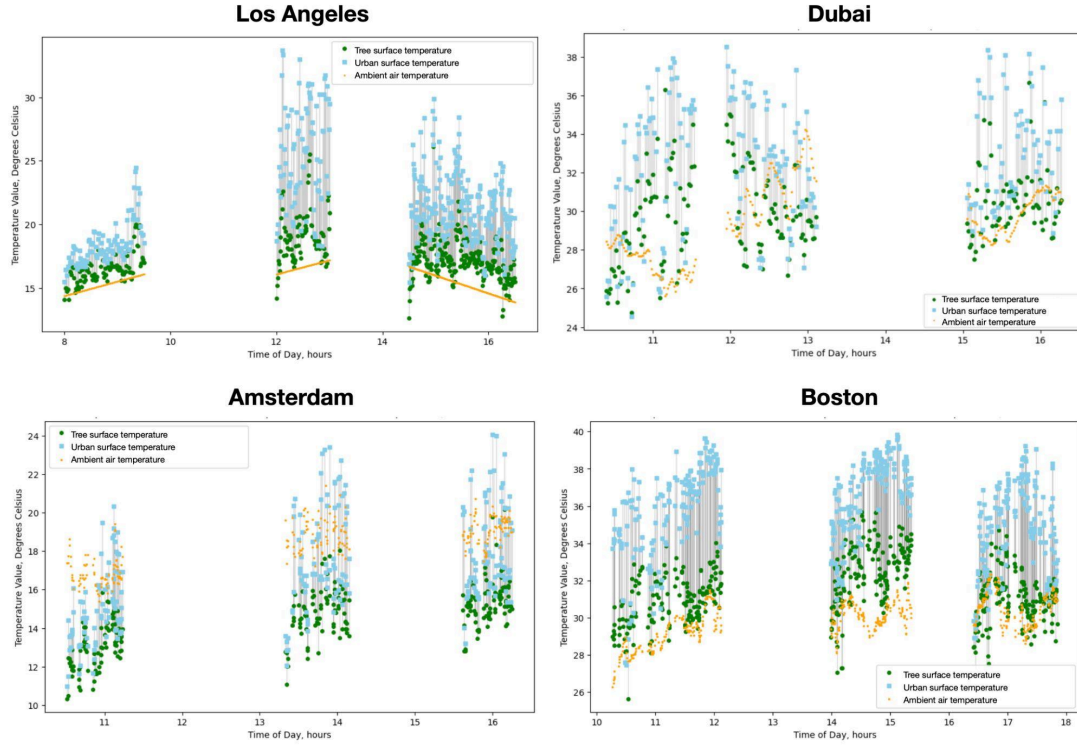 Los Angeles
Tree surface temperature
Urban surface temperature
Ambient air temperature
Temperature Value, Degrees Celsius
30
25
20
15
8
10
12
14
16
Time of Day, hours
Dubai
Temperature Value, Degrees Celsius
38
36
34
32
30
28
26
24
Tree surface temperature
Urban surface temperature
Ambient air temperature
11
12
13
14
15
16
Time of Day, hours
Amsterdam
Tree surface temperature
Urban surface temperature
Ambient air temperature
Temperature Value, Degrees Celsius
24
22
20
18
16
14
12
10
11
12
13
14
15
16
Time of Day, hours
Boston
Temperature Value, Degrees Celsius
40
38
36
34
32
30
28
26
Tree surface temperature
Urban surface temperature
Ambient air temperature
10
11
12
13
14
15
16
17
18
Time of Day, hours